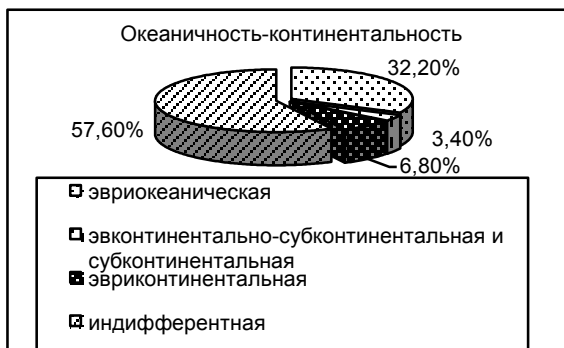 Океаничность-континентальность
32,20%
57,60%
3,40%
6,80%
эвриокеаническая
эвконтинентально-субконтинентальная и
субконтинентальная
эвриконтинентальная
индифферентная